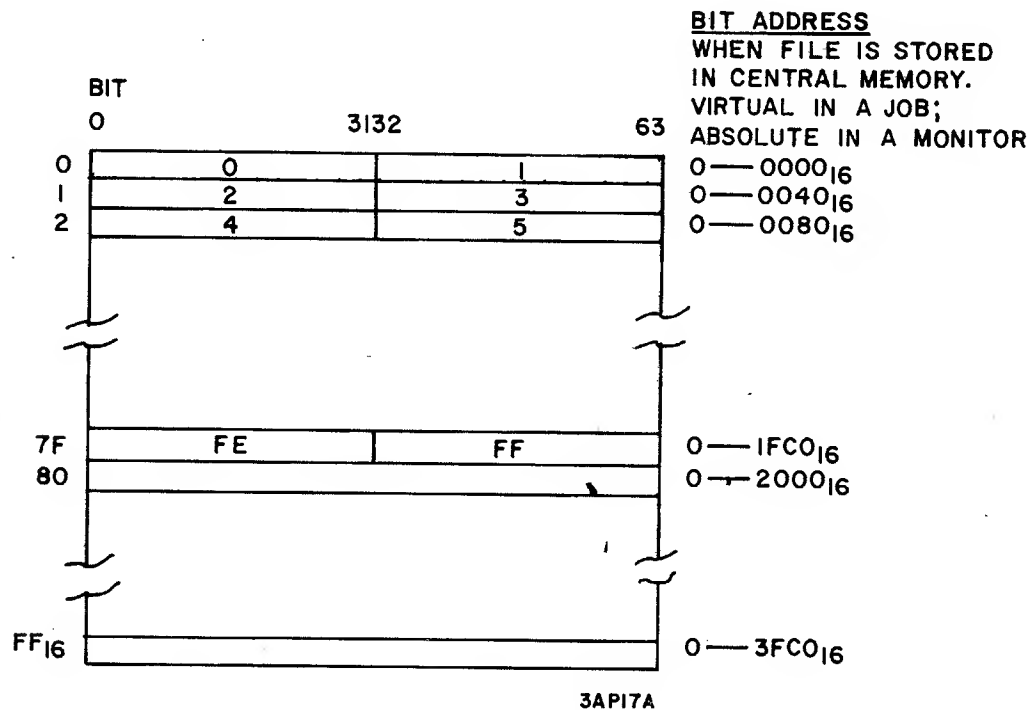 BIT ADDRESS
WHEN FILE IS STORED
IN CENTRAL MEMORY.
VIRTUAL IN A JOB;
ABSOLUTE IN A MONITOR
BIT
0 3132 63
0 0 1 0—0000₁₆
1 2 3 0—0040₁₆
2 4 5 0—0080₁₆
7F FE FF 0—1FC0₁₆
80 0—2000₁₆
FF₁₆ 0—3FC0₁₆
3AP17A